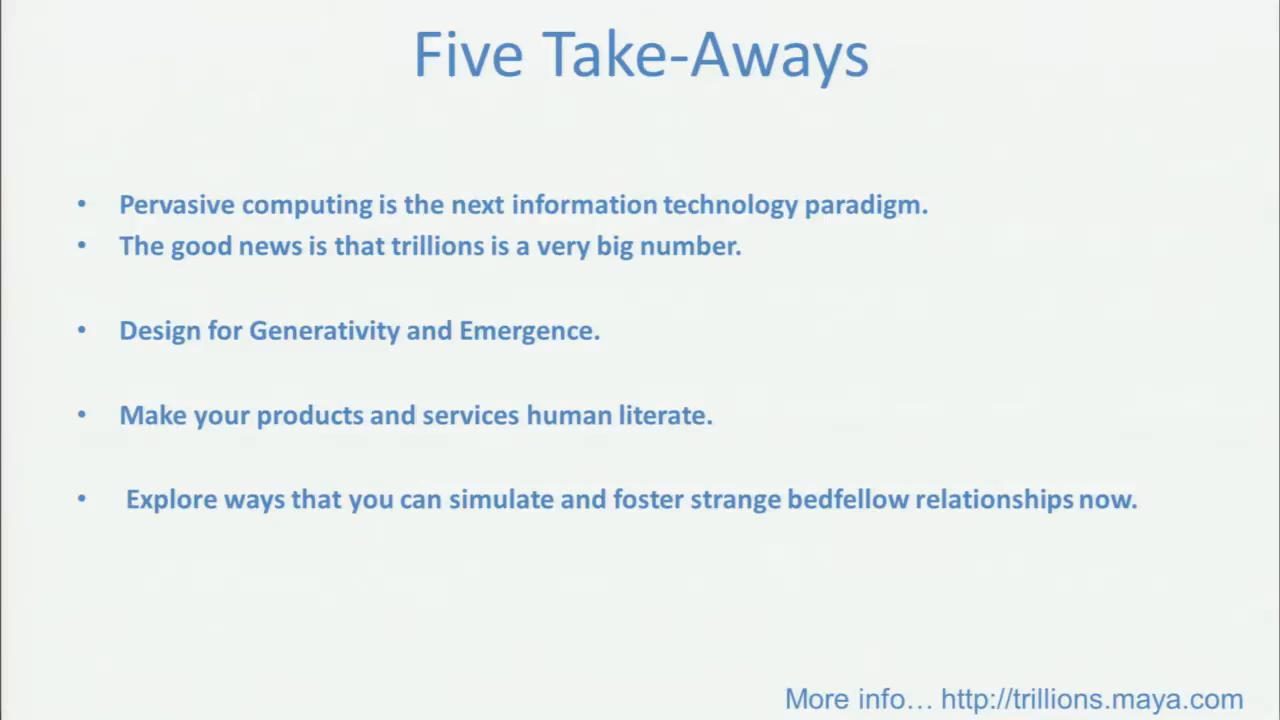 Five Take-Aways
• Pervasive computing is the next information technology paradigm.
• The good news is that trillions is a very big number.
• Design for Generativity and Emergence.
• Make your products and services human literate.
• Explore ways that you can simulate and foster strange bedfellow relationships now.
More info… http://trillions.maya.com